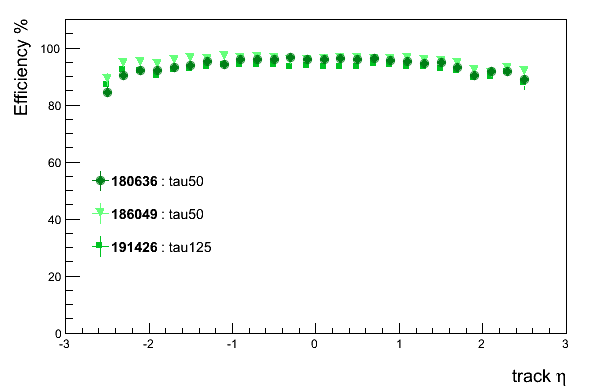 Efficiency %
100
80
60
40
20
0
180636 : tau50
186049 : tau50
191426 : tau125
-3 -2 -1 0 1 2 3
track η